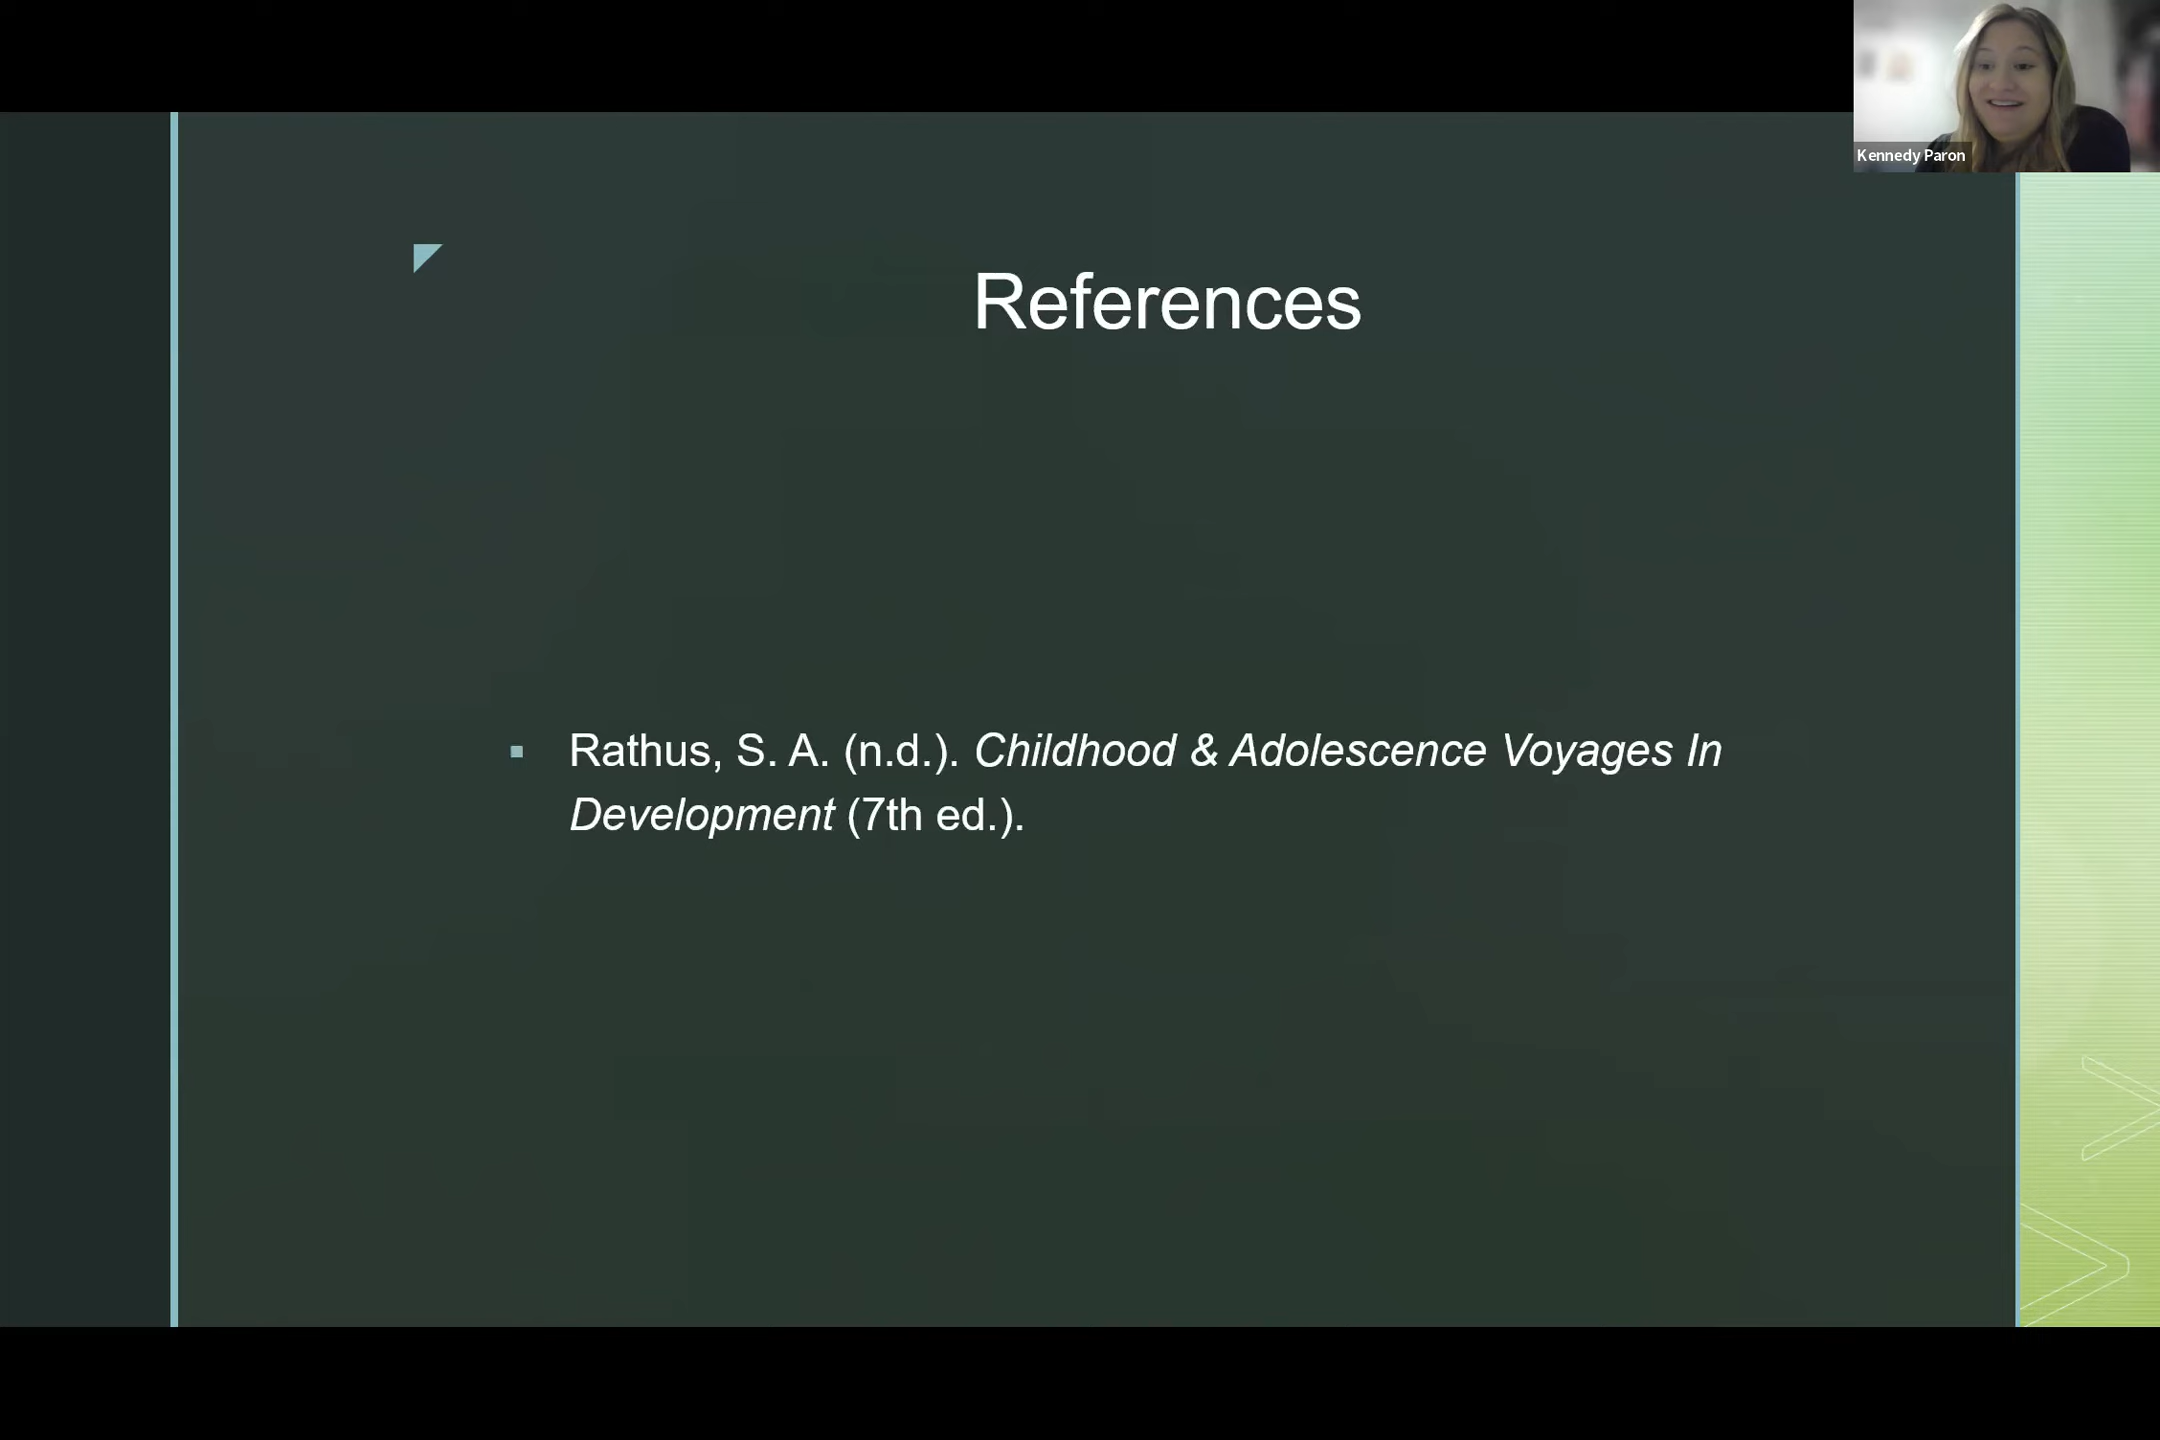 Kennedy Paron
References
Rathus, S. A. (n.d.). Childhood & Adolescence Voyages In
Development (7th ed.).